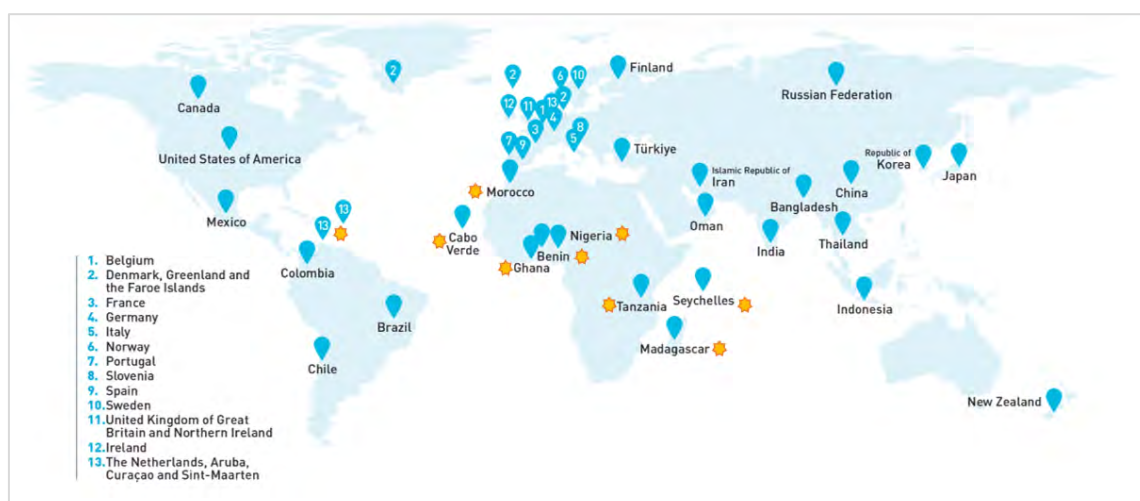 2
2
6
10
Finland
Russian Federation
Canada
12
11
1
13
2
4
3
8
5
7
9
United States of America
Türkiye
Republic of
Korea
Japan
Islamic Republic of
Iran
China
Bangladesh
Morocco
Mexico
13
13
Cabo
Verde
Nigeria
Benin
Ghana
Oman
India
Thailand
Colombia
Brazil
Chile
Tanzania
Seychelles
Madagascar
Indonesia
New Zealand
1. Belgium
2. Denmark, Greenland and
the Faroe Islands
3. France
4. Germany
5. Italy
6. Norway
7. Portugal
8. Slovenia
9. Spain
10. Sweden
11. United Kingdom of Great
Britain and Northern Ireland
12. Ireland
13. The Netherlands, Aruba,
Curaçao and Sint-Maarten